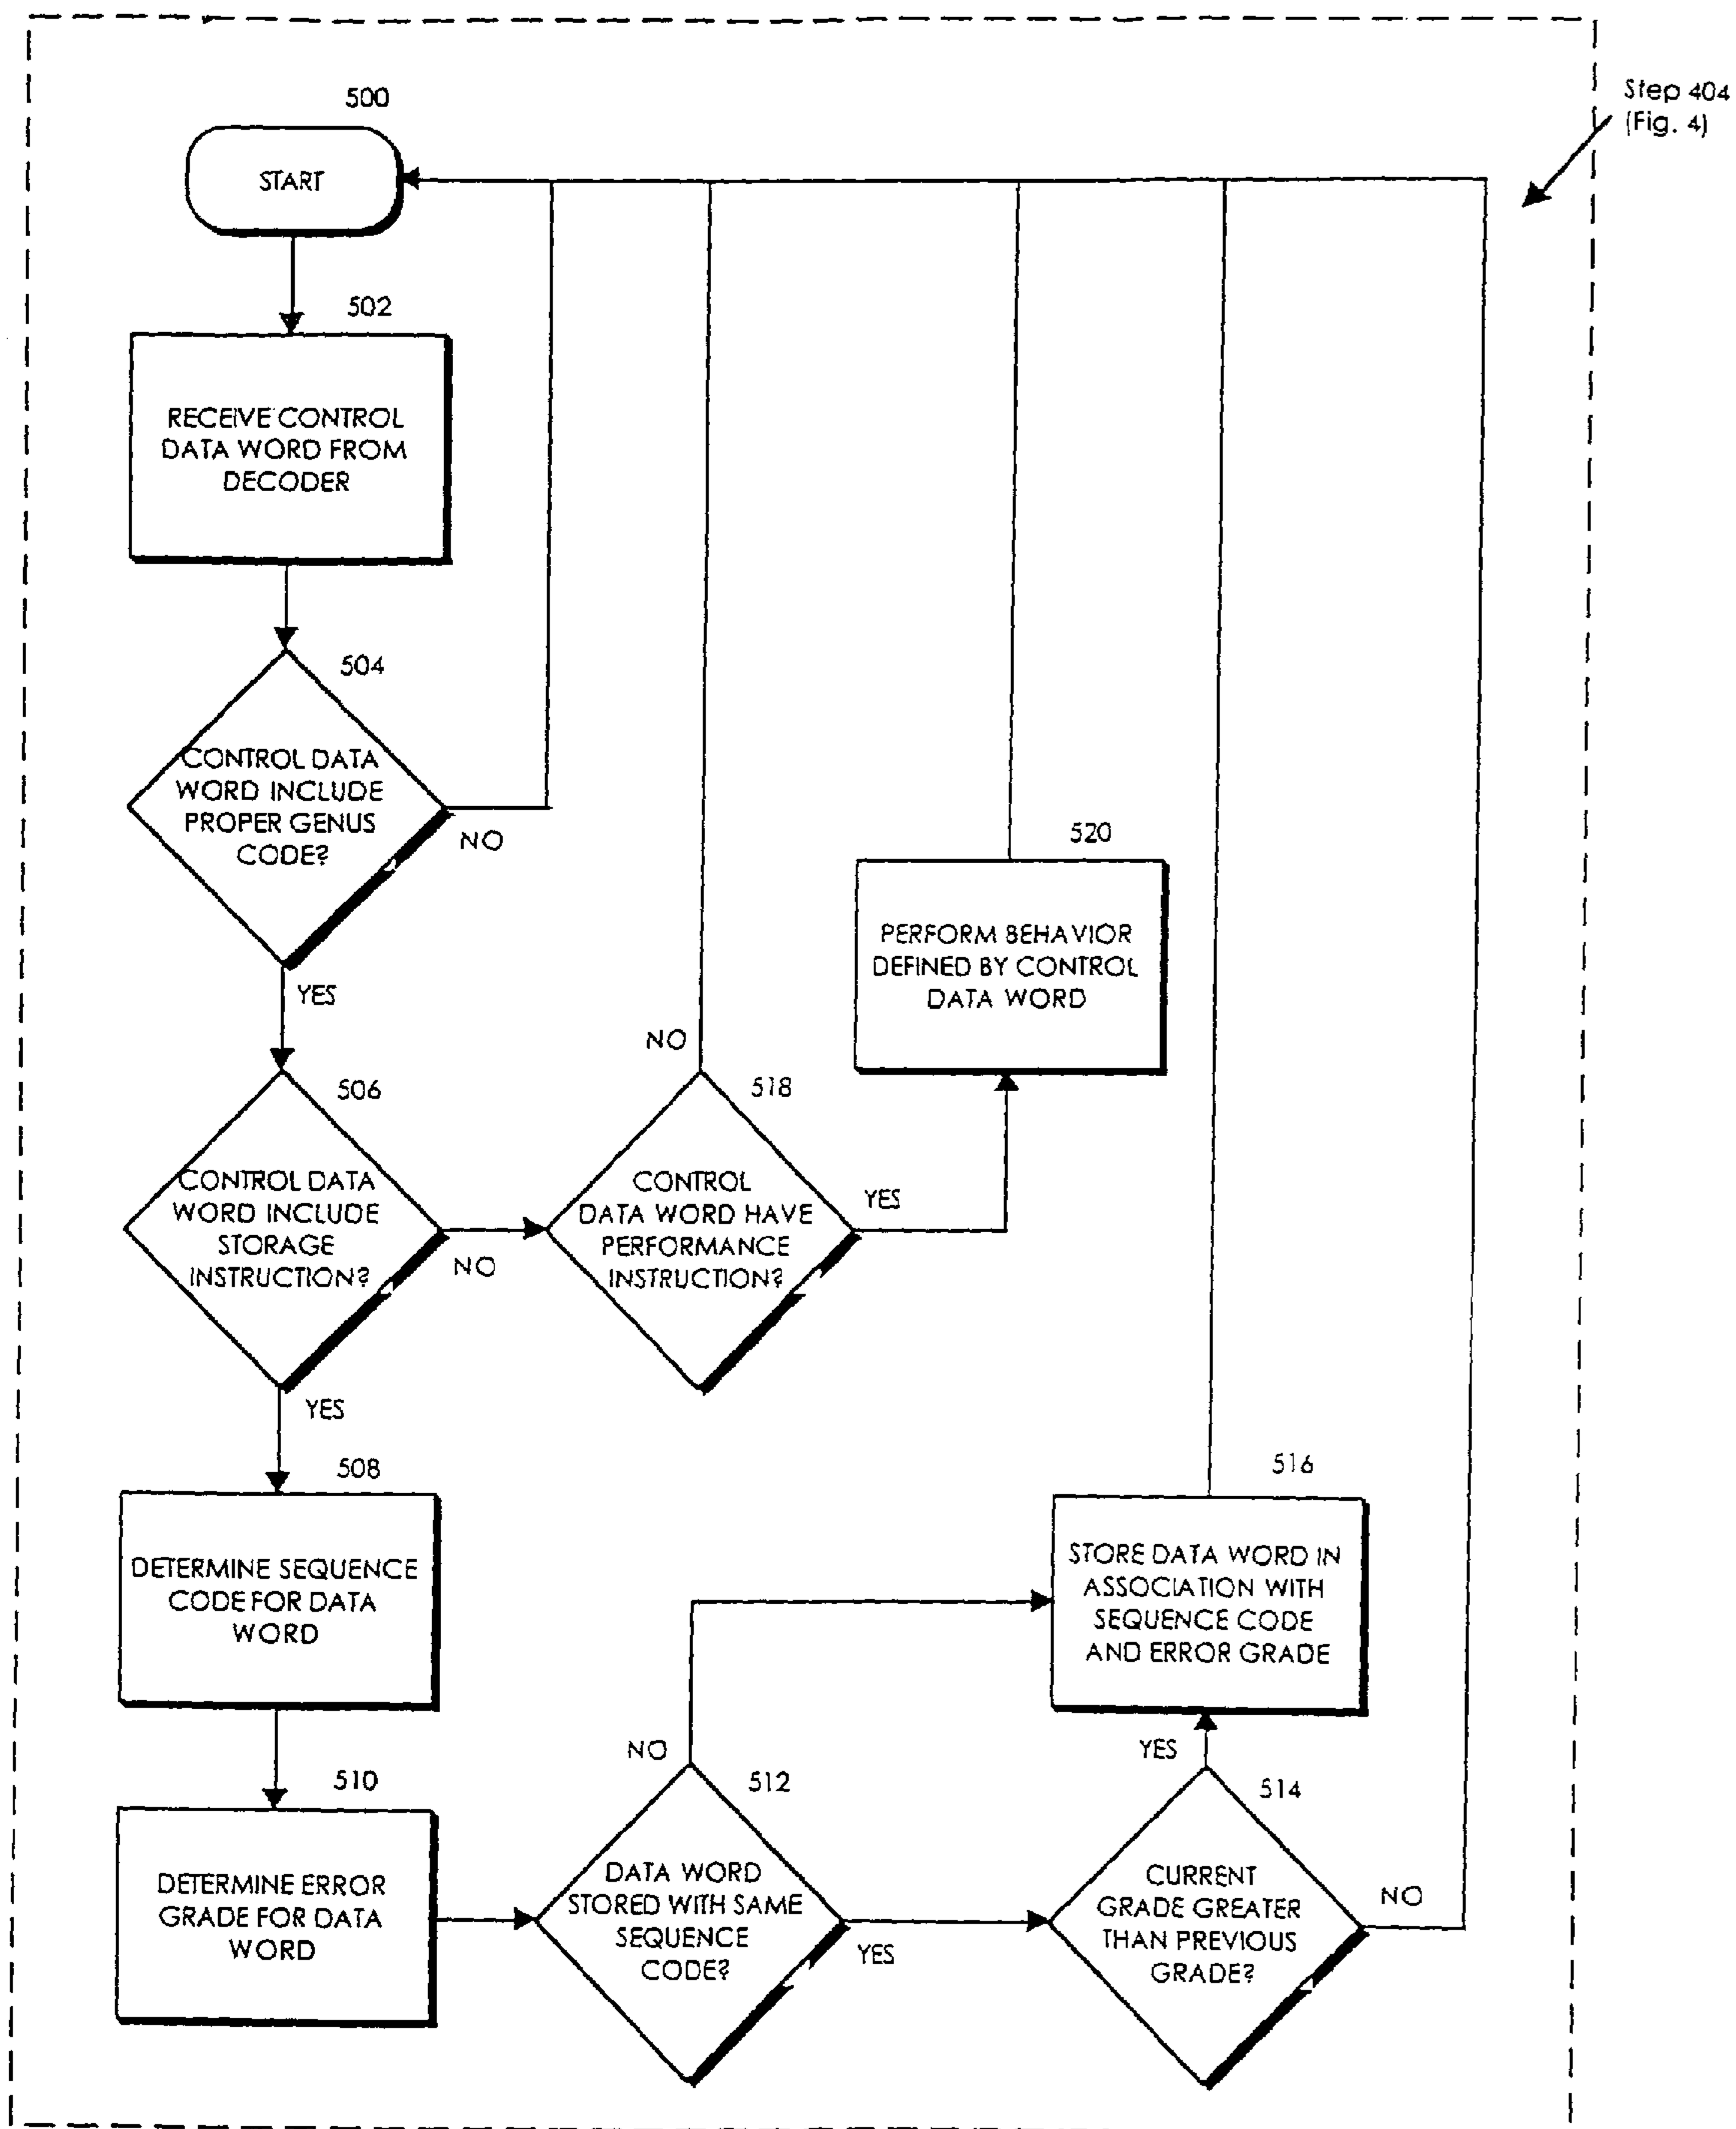 Step 404
(Fig. 4)
500
START
502
RECEIVE CONTROL
DATA WORD FROM
DECODER
504
CONTROL DATA
WORD INCLUDE
PROPER GENUS
CODE?
NO
YES
520
PERFORM BEHAVIOR
DEFINED BY CONTROL
DATA WORD
506
CONTROL DATA
WORD INCLUDE
STORAGE
INSTRUCTION?
NO
YES
NO
518
CONTROL
DATA WORD HAVE
PERFORMANCE
INSTRUCTION?
YES
508
DETERMINE SEQUENCE
CODE FOR DATA
WORD
516
STORE DATA WORD IN
ASSOCIATION WITH
SEQUENCE CODE
AND ERROR GRADE
510
DETERMINE ERROR
GRADE FOR DATA
WORD
NO
512
DATA WORD
STORED WITH SAME
SEQUENCE
CODE?
YES
YES
514
CURRENT
GRADE GREATER
THAN PREVIOUS
GRADE?
NO